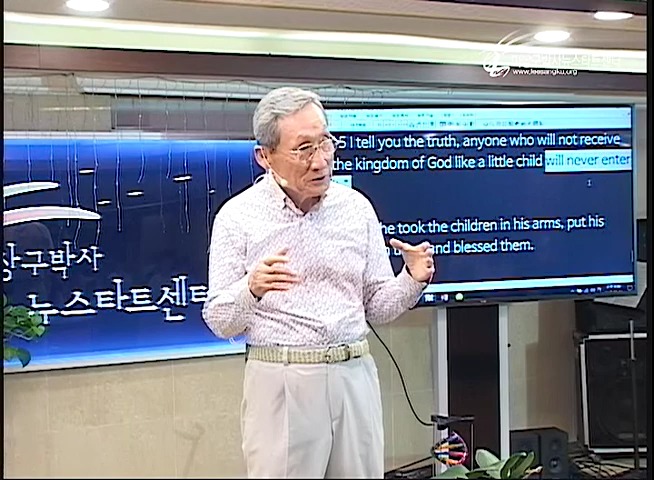 www.leesangku.org
5 I tell you the truth, anyone who will not receive
the kingdom of God like a little child will never enter
he took the children in his arms, put his
and blessed them.
상구박사
뉴스타트센터